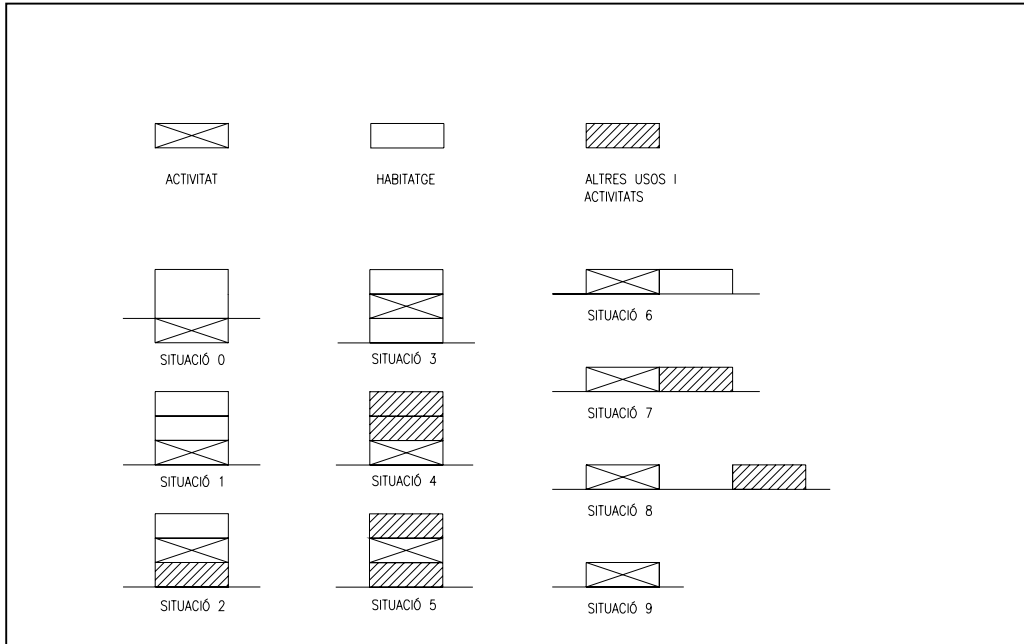 ACTIVITAT
HABITATGE
ALTRES USOS I
ACTIVITATS
SITUACIÓ 0
SITUACIÓ 3
SITUACIÓ 6
SITUACIÓ 7
SITUACIÓ 1
SITUACIÓ 4
SITUACIÓ 8
SITUACIÓ 2
SITUACIÓ 5
SITUACIÓ 9